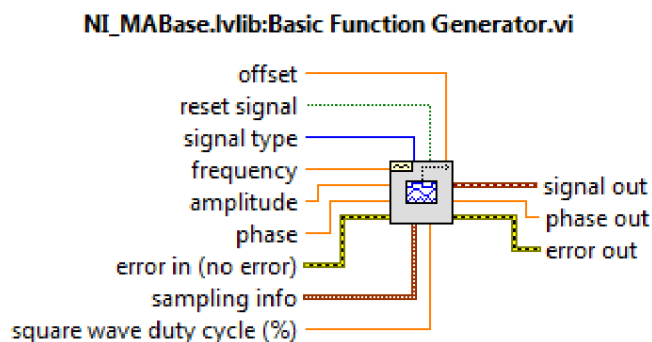 NI_MABase.lvlib:Basic Function Generator.vi
offset
reset signal
signal type
frequency
amplitude
phase
error in (no error)
sampling info
square wave duty cycle (%)
signal out
phase out
error out